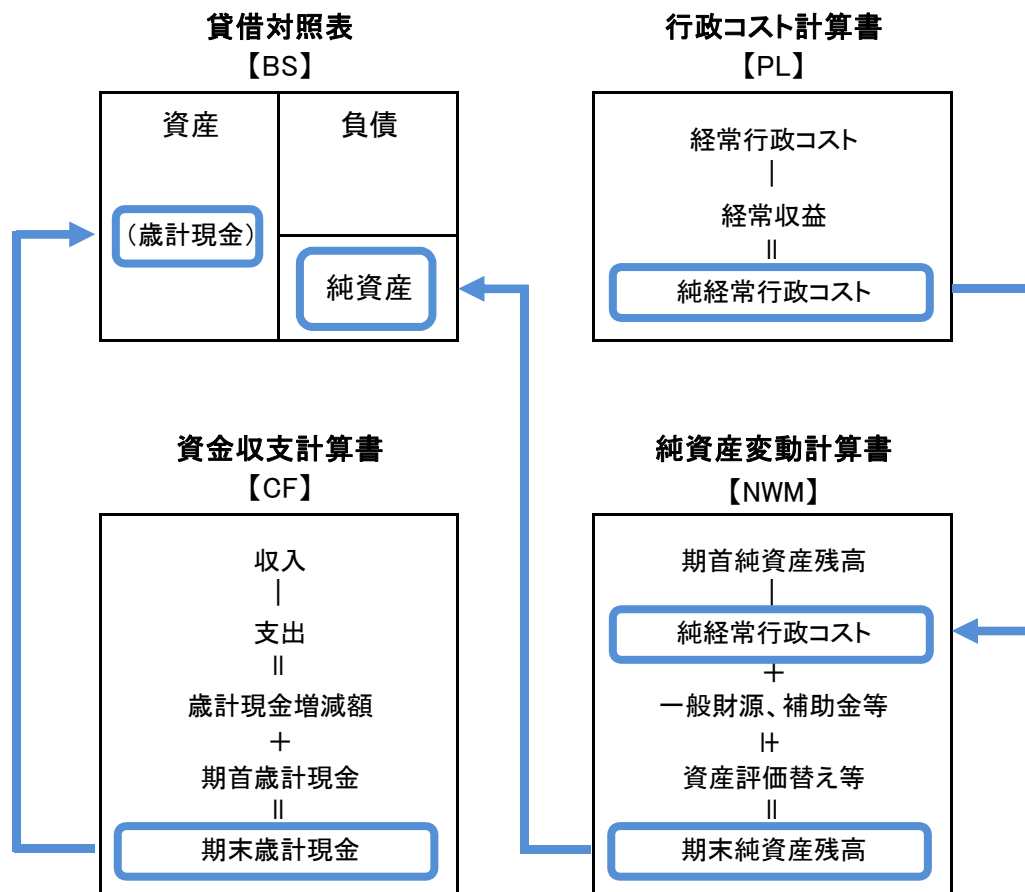 貸借対照表
【BS】
資産
負債
(歳計現金)
純資産
行政コスト計算書
【PL】
経常行政コスト
|
経常収益
||
純経常行政コスト
資金収支計算書
【CF】
収入
|
支出
||
歳計現金増減額
+
期首歳計現金
||
期末歳計現金
純資産変動計算書
【NWM】
期首純資産残高
|
純経常行政コスト
+
一般財源、補助金等
|+
資産評価替え等
||
期末純資産残高